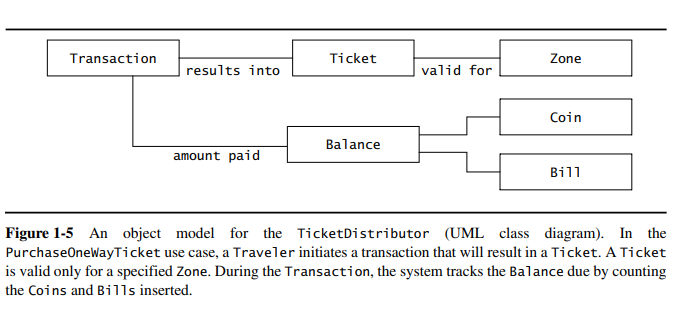 Transaction
results into
Ticket
valid for
Zone
Coin
amount paid
Balance
Bill
Figure 1-5 An object model for the TicketDistributor (UML class diagram). In the
PurchaseOneWayTicket use case, a Traveler initiates a transaction that will result in a Ticket. A Ticket
is valid only for a specified Zone. During the Transaction, the system tracks the Balance due by counting
the Coins and Bills inserted.